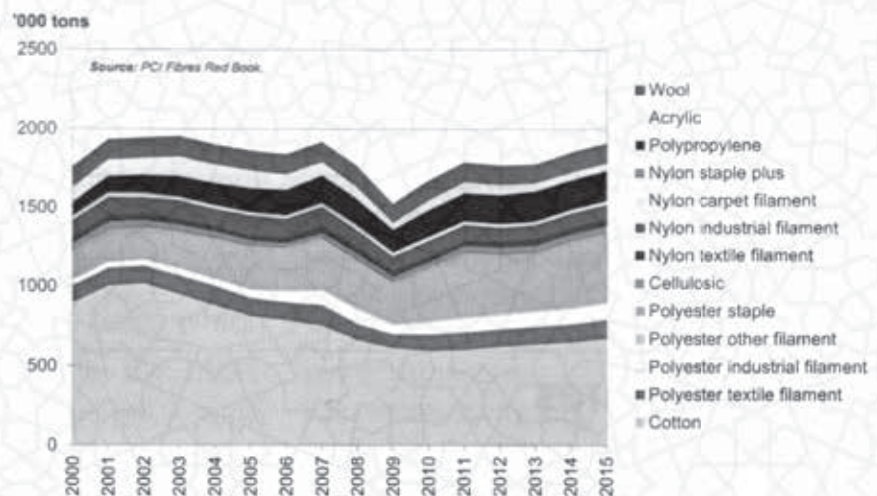 '000 tons
2500
Source: PCI Fibres Red Book.
2000
1500
1000
500
0
2000
2001
2002
2003
2004
2005
2006
2007
2008
2009
2010
2011
2012
2013
2014
2015
Wool
Acrylic
Polypropylene
Nylon staple plus
Nylon carpet filament
Nylon industrial filament
Nylon textile filament
Cellulosic
Polyester staple
Polyester other filament
Polyester industrial filament
Polyester textile filament
Cotton